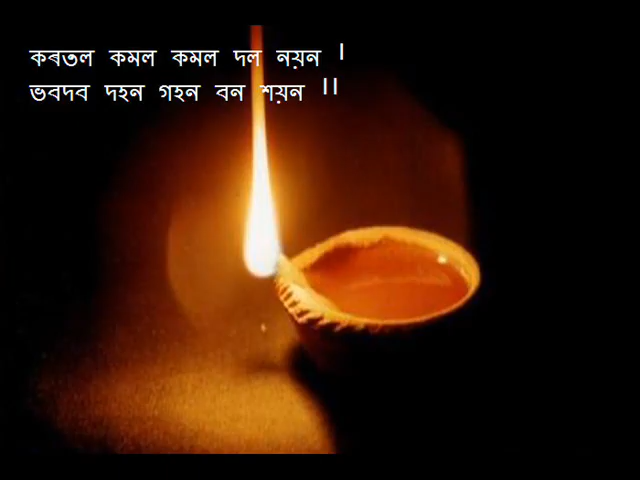 কৰতল কমল কমল দল নয়ন ।
ভবদব দহন গহন বন শয়ন ।।